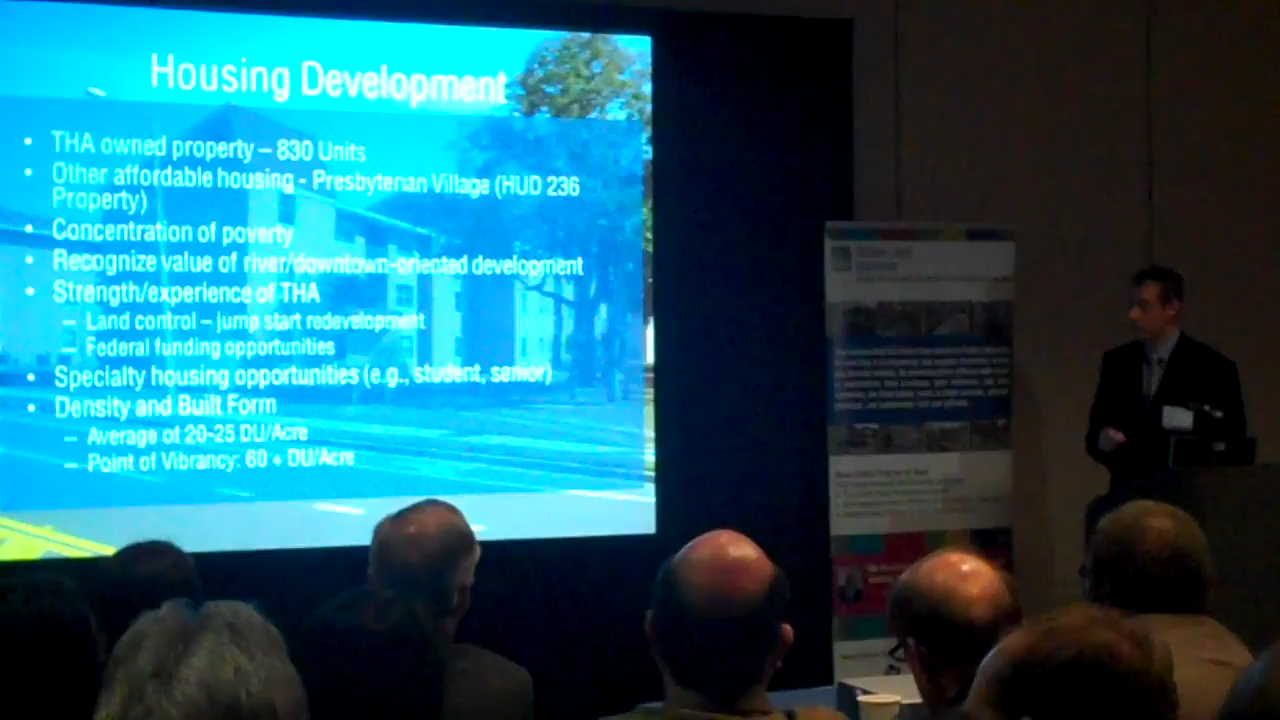 Housing Development
• THA owned property – 830 Units
• Other affordable housing - Presbyterian Village (HUD 236
Property)
• Concentration of poverty
• Recognize value of river/downtown-oriented development
• Strength/experience of THA
– Land control – jump start redevelopment
– Federal funding opportunities
• Specialty housing opportunities (e.g., student, senior)
• Density and Built Form
– Average of 20-25 DU/Acre
– Point of Vibrancy: 60 + DU/Acre